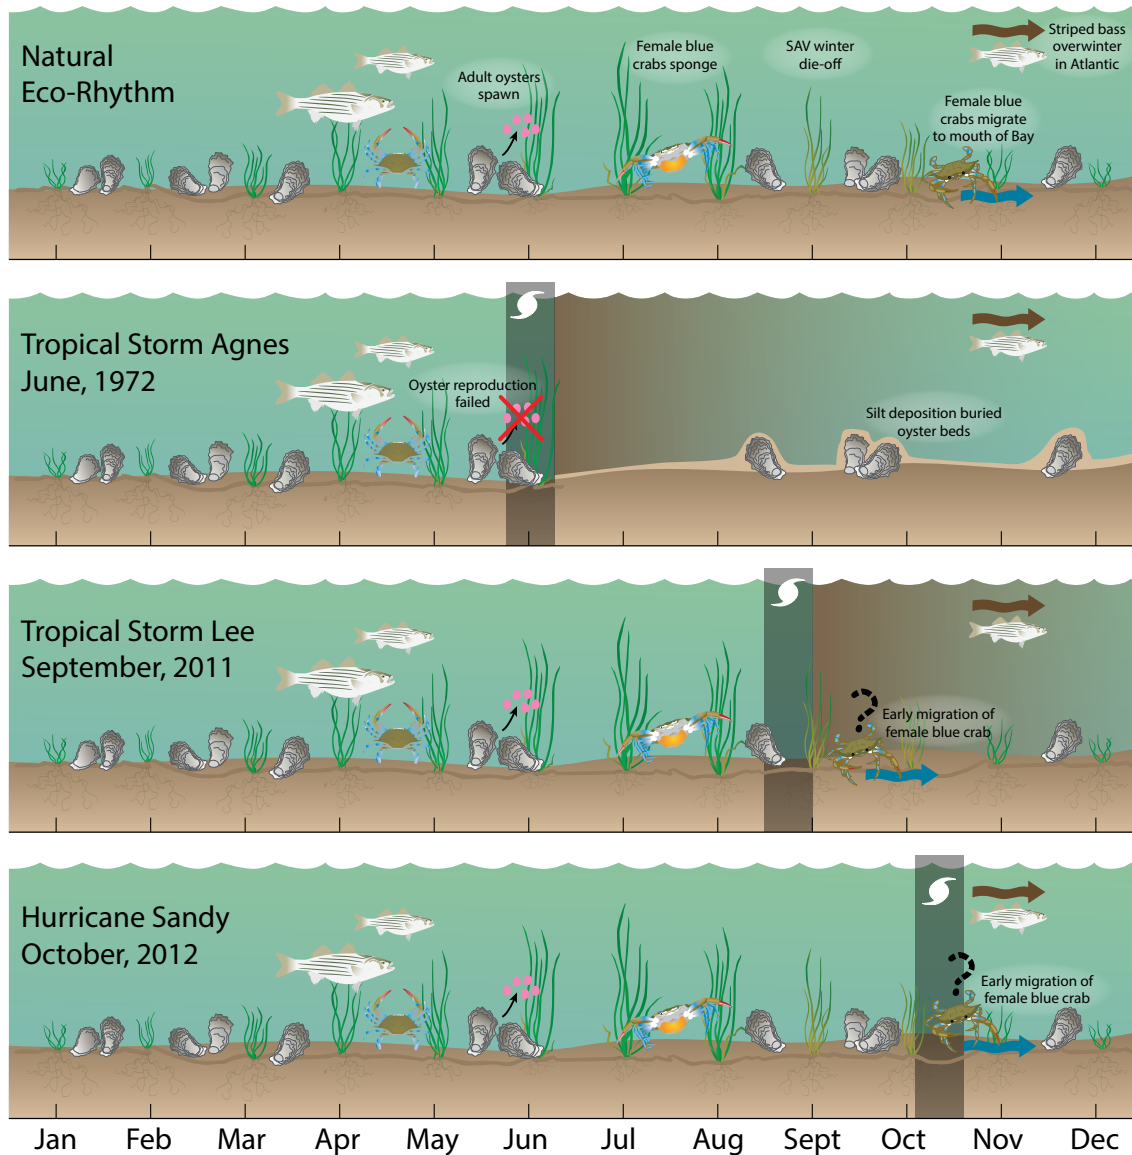 Natural
Eco-Rhythm
Adult oysters
spawn
Female blue
crabs sponge
SAV winter
die-off
Female blue
crabs migrate
to mouth of Bay
Striped bass
overwinter
in Atlantic
Tropical Storm Agnes
June, 1972
Oyster reproduction
failed
Silt deposition buried
oyster beds
Tropical Storm Lee
September, 2011
?
Early migration of
female blue crab
Hurricane Sandy
October, 2012
?
Early migration of
female blue crab
Jan Feb Mar Apr May Jun Jul Aug Sept Oct Nov Dec